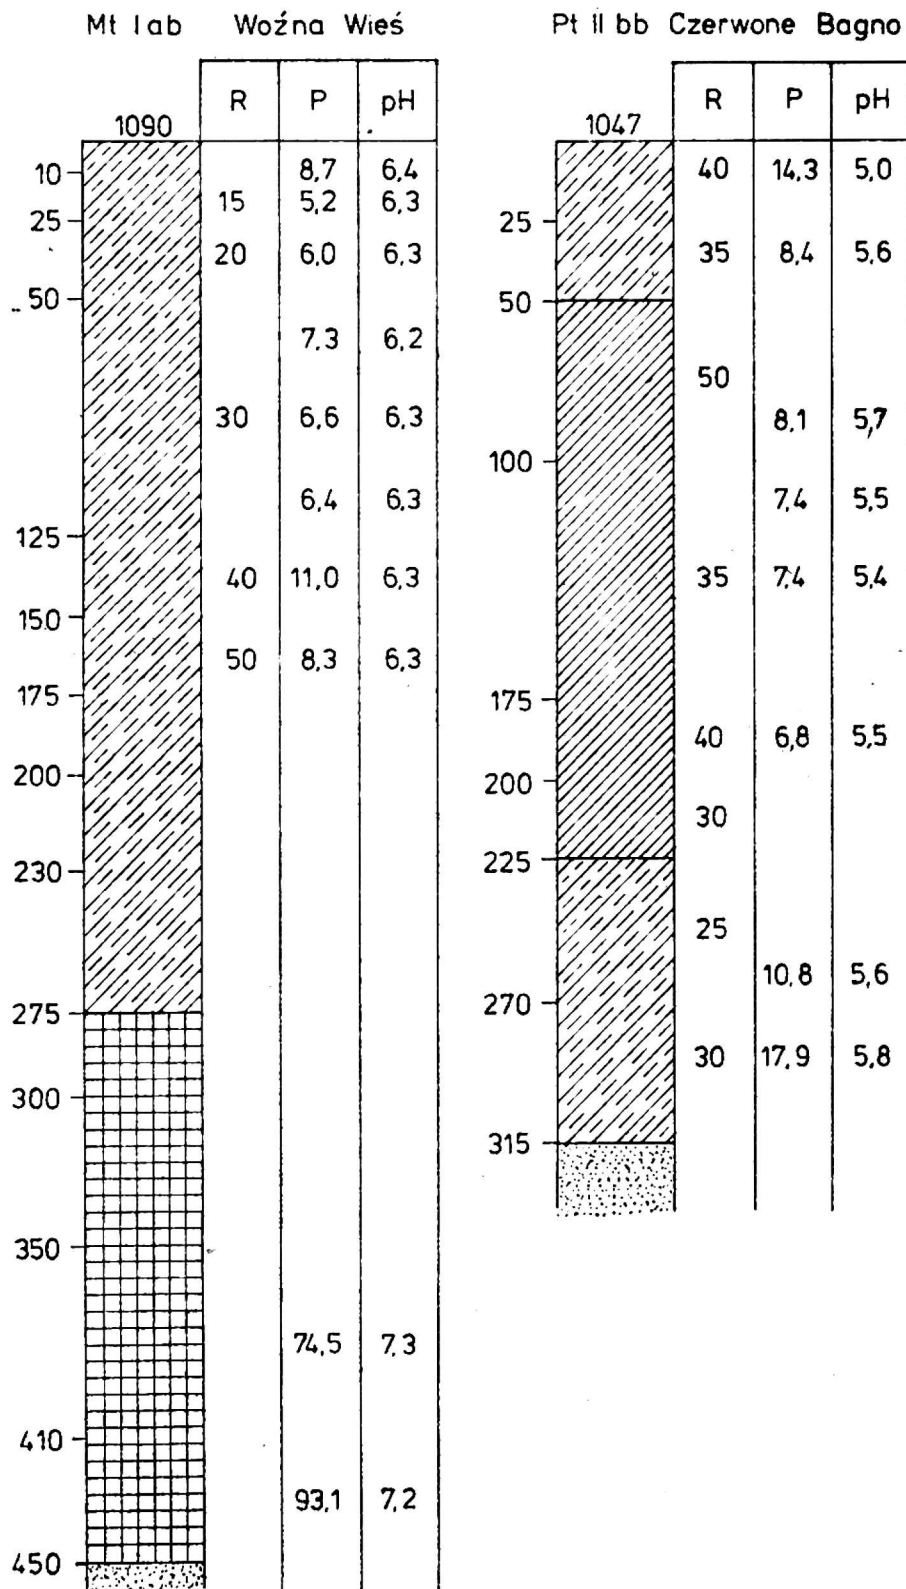 Mt I ab Woźna Wieś
R P pH
1090
10 8,7 6,4
15 5,2 6,3
25
20 6,0 6,3
50
7,3 6,2
30 6,6 6,3
6,4 6,3
125
40 11,0 6,3
150
50 8,3 6,3
175
200
230
275
300
350
74,5 7,3
410
93,1 7,2
450
Pt II bb Czerwone Bagno
R P pH
1047
40 14,3 5,0
25
35 8,4 5,6
50
50
8,1 5,7
100
7,4 5,5
35 7,4 5,4
175
40 6,8 5,5
200
30
225
25
10,8 5,6
270
30 17,9 5,8
315